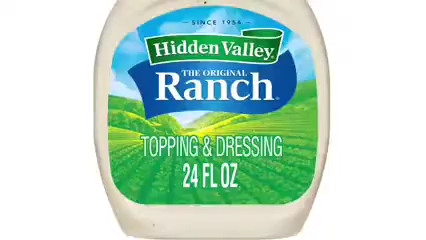 SINCE 1954
Hidden Valley
THE ORIGINAL
Ranch
TOPPING & DRESSING
24 FL OZ